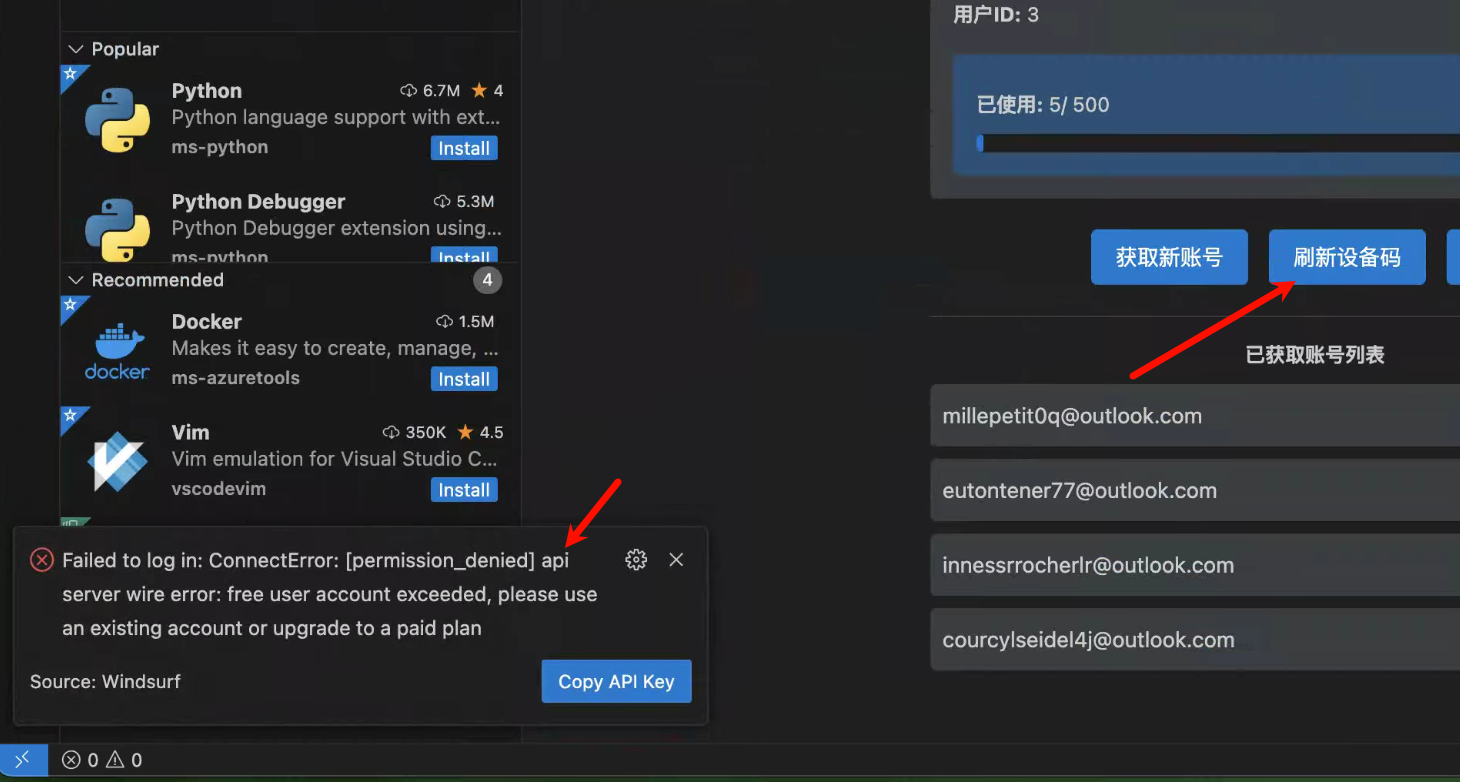 Popular
Python 6.7M 4
Python language support with ext...
ms-python Install
Python Debugger 5.3M
Python Debugger extension using...
ms-python Install
Recommended 4
Docker 1.5M
Makes it easy to create, manage, ...
docker
ms-azuretools Install
Vim 350K 4.5
Vim emulation for Visual Studio C...
vscodevim Install
Failed to log in: ConnectError: [permission_denied] api
server wire error: free user account exceeded, please use
an existing account or upgrade to a paid plan
Source: Windsurf Copy API Key
0 0
用户ID: 3
已使用: 5/ 500
获取新账号 刷新设备码
已获取账号列表
millepetit0q@outlook.com
eutontener77@outlook.com
innessrrocherlr@outlook.com
courcylseidel4j@outlook.com